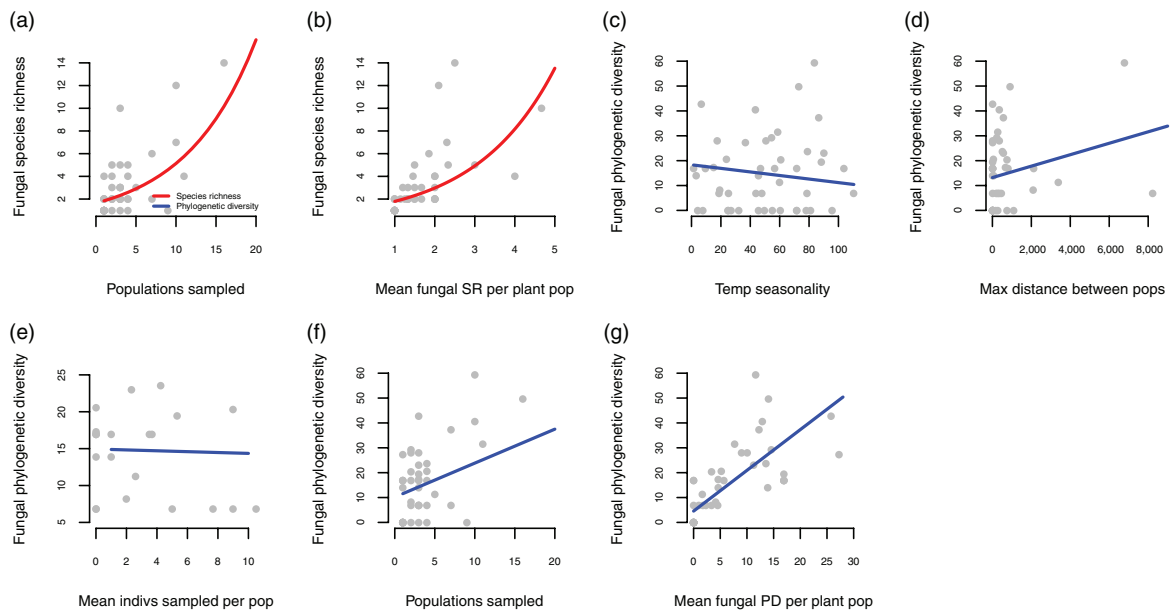 (a)
Fungal species richness
14
12
10
8
6
4
2
Species richness
Phylogenetic diversity
0 5 10 15 20
Populations sampled
(b)
Fungal species richness
14
12
10
8
6
4
2
1 2 3 4 5
Mean fungal SR per plant pop
(c)
Fungal phylogenetic diversity
60
50
40
30
20
10
0
0 20 40 60 80 100
Temp seasonality
(d)
Fungal phylogenetic diversity
60
50
40
30
20
10
0
0 2,000 4,000 6,000 8,000
Max distance between pops
(e)
Fungal phylogenetic diversity
25
20
15
10
5
0 2 4 6 8 10
Mean indivs sampled per pop
(f)
Fungal phylogenetic diversity
60
50
40
30
20
10
0
0 5 10 15 20
Populations sampled
(g)
Fungal phylogenetic diversity
60
50
40
30
20
10
0
0 5 10 15 20 25 30
Mean fungal PD per plant pop